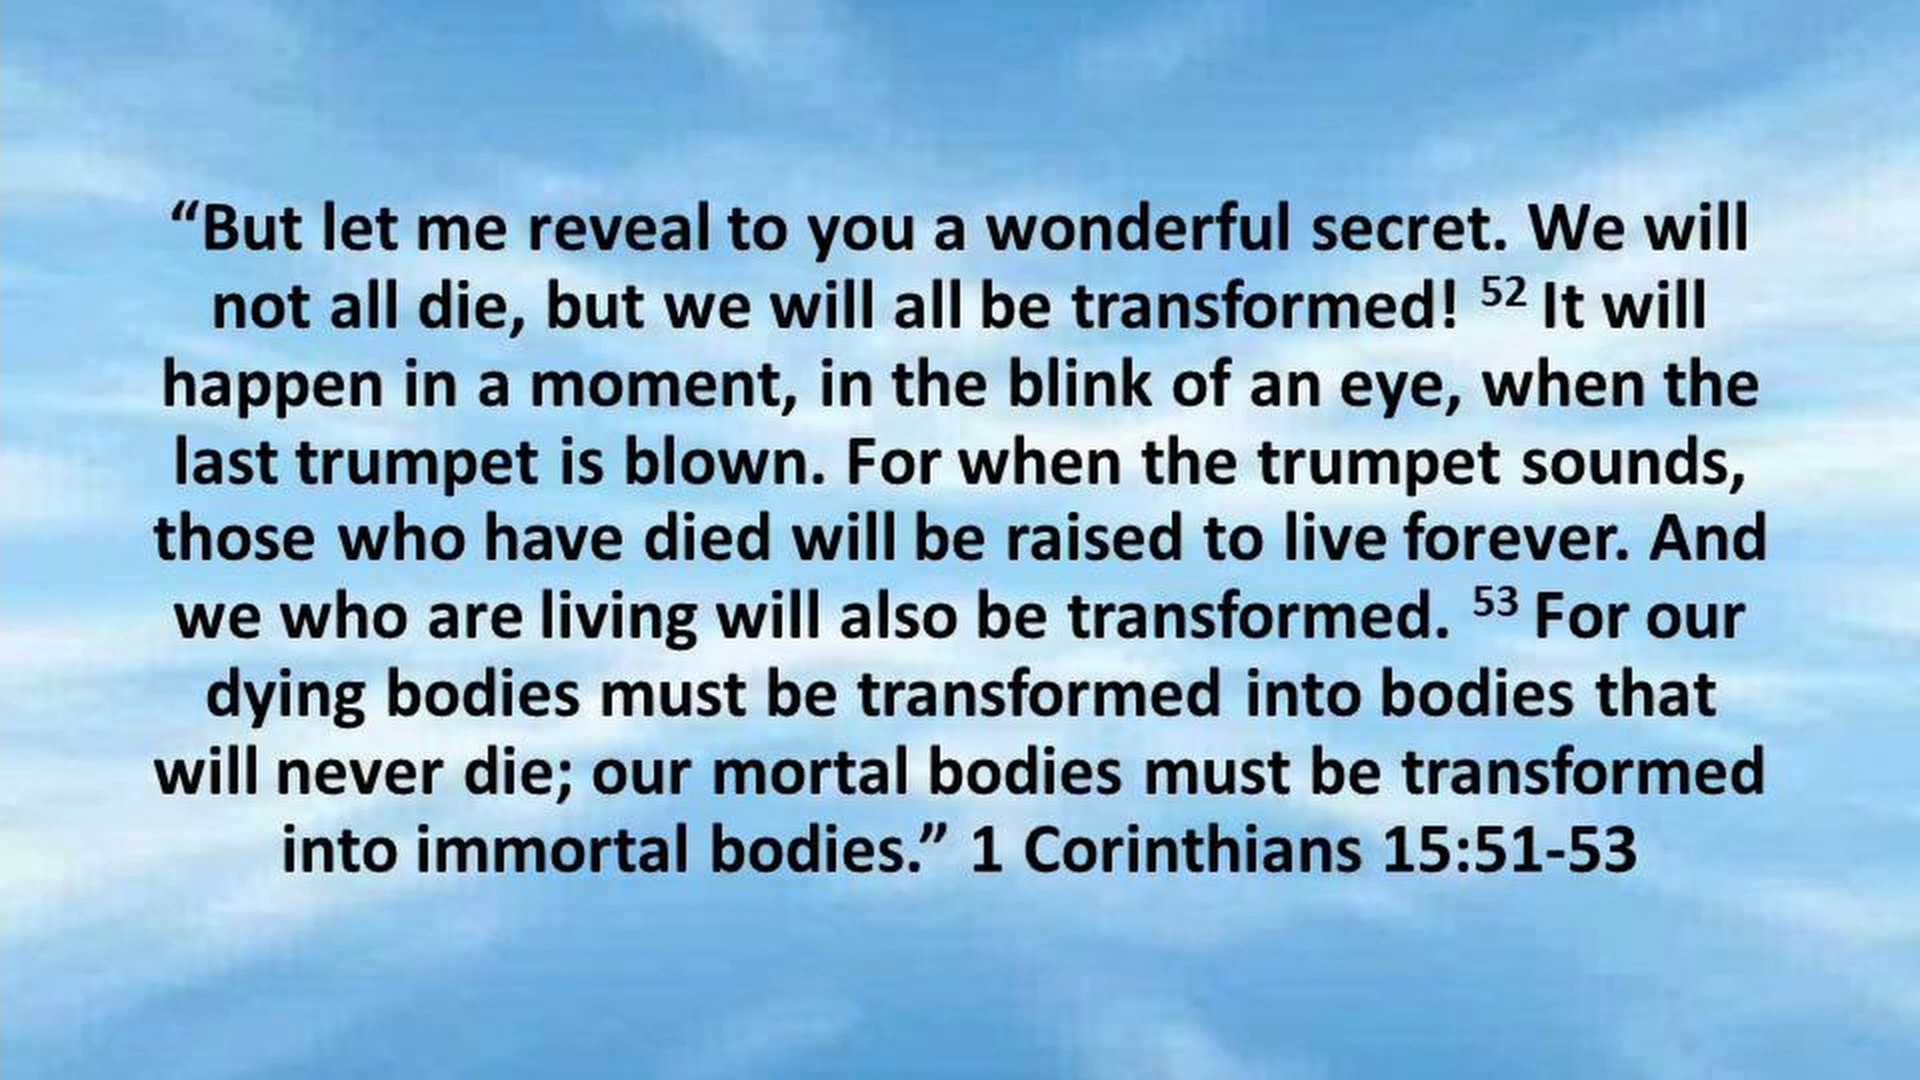 “But let me reveal to you a wonderful secret. We will
not all die, but we will all be transformed! 52 It will
happen in a moment, in the blink of an eye, when the
last trumpet is blown. For when the trumpet sounds,
those who have died will be raised to live forever. And
we who are living will also be transformed. 53 For our
dying bodies must be transformed into bodies that
will never die; our mortal bodies must be transformed
into immortal bodies.” 1 Corinthians 15:51-53